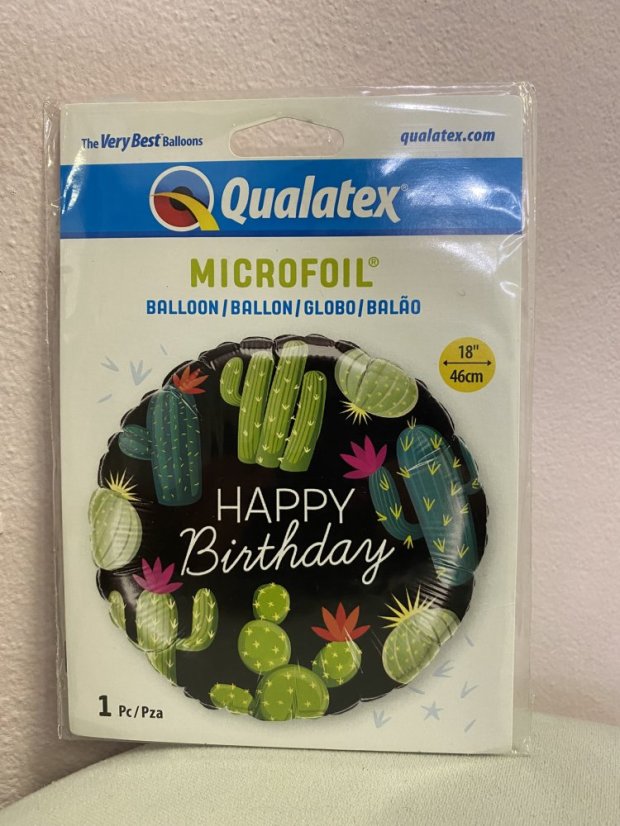 The Very Best Balloons
qualatex.com
Qualatex®
MICROFOIL®
BALLOON/BALLON/GLOBO/BALÃO
18"
46cm
HAPPY
Birthday
1 Pc/Pza